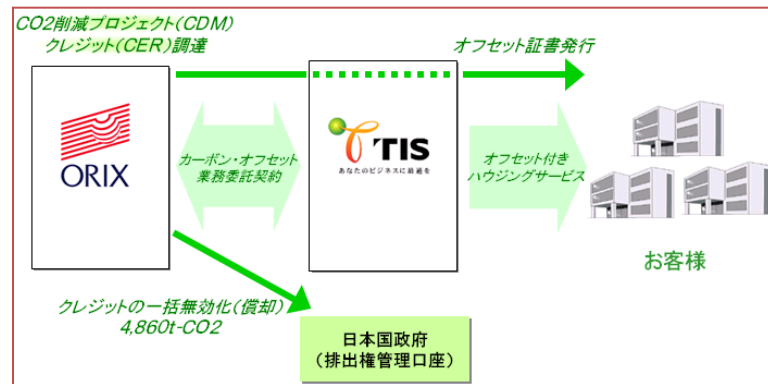 CO2削減プロジェクト(CDM)
クレジット(CER)調達
オフセット証書発行
ORIX
カーボン・オフセット
業務委託契約
TIS
あなたのビジネスに最適を
オフセット付き
ハウジングサービス
お客様
クレジットの一括無効化(償却)
4,860t-CO2
日本国政府
(排出権管理口座)